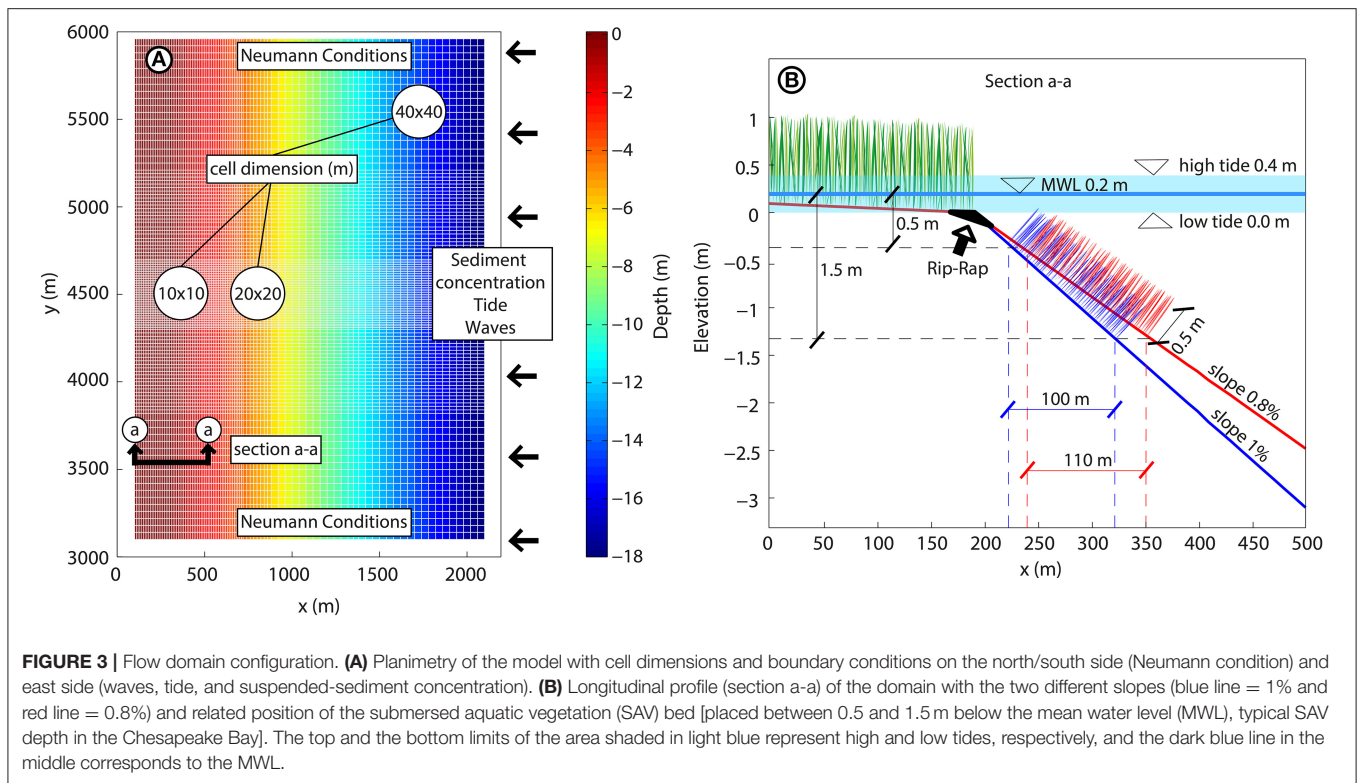 A
Neumann Conditions
40x40
cell dimension (m)
10x10
20x20
Sediment
concentration
Tide
Waves
a
a
section a-a
Neumann Conditions
6000
5500
5000
4500
4000
3500
3000
y (m)
0
500
1000
1500
2000
x (m)
0
−2
−4
−6
−8
−10
−12
−14
−16
−18
Depth (m)
B
Section a-a
high tide 0.4 m
MWL 0.2 m
low tide 0.0 m
0.5 m
1.5 m
Rip-Rap
0.5 m
slope 0.8%
slope 1%
100 m
110 m
1
0.5
0
−0.5
−1
−1.5
−2
−2.5
−3
Elevation (m)
0
50
100
150
200
250
300
350
400
450
500
x (m)
FIGURE 3 | Flow domain configuration. (A) Planimetry of the model with cell dimensions and boundary conditions on the north/south side (Neumann condition) and
east side (waves, tide, and suspended-sediment concentration). (B) Longitudinal profile (section a-a) of the domain with the two different slopes (blue line = 1% and
red line = 0.8%) and related position of the submersed aquatic vegetation (SAV) bed [placed between 0.5 and 1.5 m below the mean water level (MWL), typical SAV
depth in the Chesapeake Bay]. The top and the bottom limits of the area shaded in light blue represent high and low tides, respectively, and the dark blue line in the
middle corresponds to the MWL.